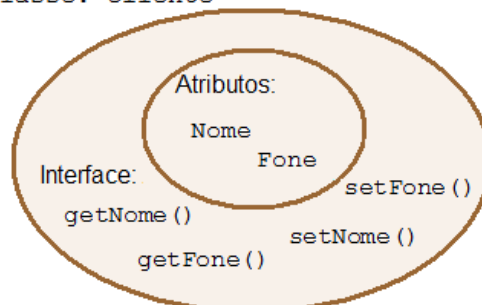 Atributos:
Nome
Fone
Interface:
setFone()
getNome()
setNome()
getFone()